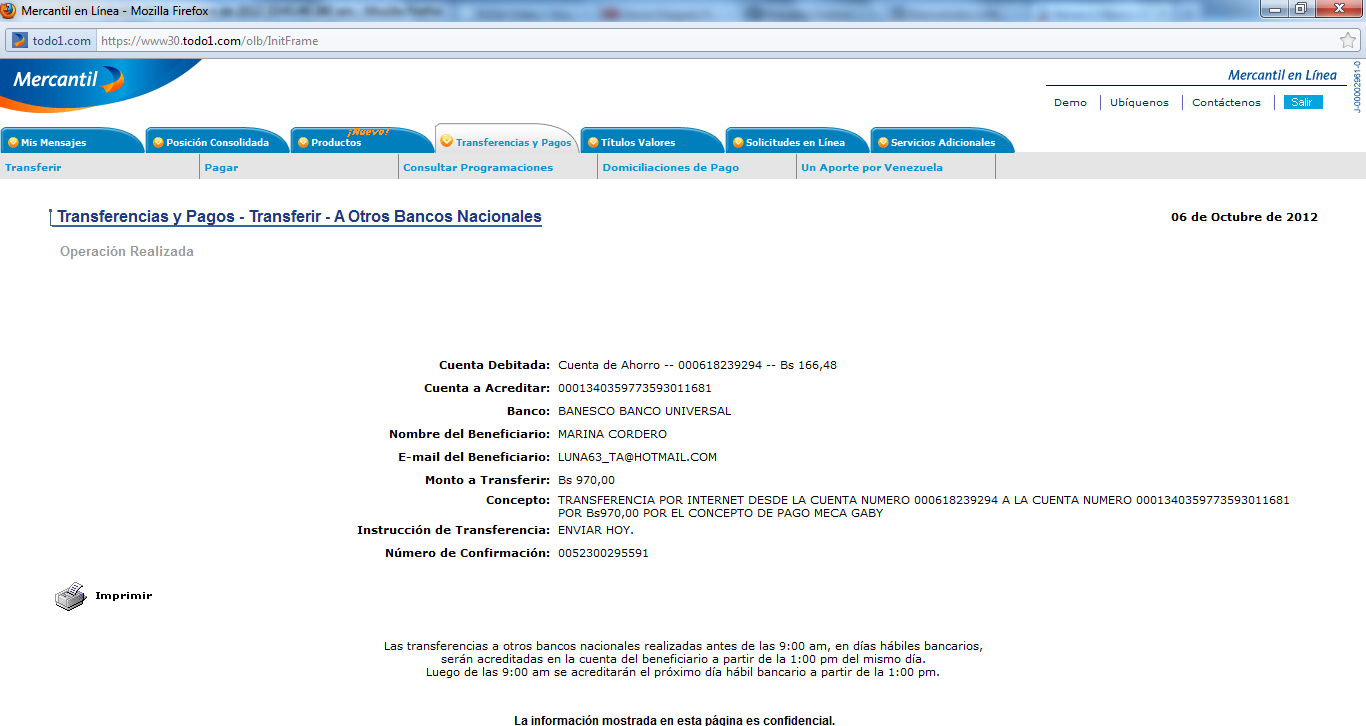 Mercantil en Línea - Mozilla Firefox
todo1.com https://www30.todo1.com/olb/InitFrame
Mercantil
Mercantil en Línea
J-00002961-0
Demo Ubíquenos Contáctenos Salir
¡Nuevo!
Mis Mensajes Posición Consolidada Productos Transferencias y Pagos Títulos Valores Solicitudes en Línea Servicios Adicionales
Transferir Pagar Consultar Programaciones Domiciliaciones de Pago Un Aporte por Venezuela
Transferencias y Pagos - Transferir - A Otros Bancos Nacionales 06 de Octubre de 2012
Operación Realizada
Cuenta Debitada: Cuenta de Ahorro -- 000618239294 -- Bs 166,48
Cuenta a Acreditar: 0001340359773593011681
Banco: BANESCO BANCO UNIVERSAL
Nombre del Beneficiario: MARINA CORDERO
E-mail del Beneficiario: LUNA63_TA@HOTMAIL.COM
Monto a Transferir: Bs 970,00
Concepto: TRANSFERENCIA POR INTERNET DESDE LA CUENTA NUMERO 000618239294 A LA CUENTA NUMERO 0001340359773593011681
POR Bs970,00 POR EL CONCEPTO DE PAGO MECA GABY
Instrucción de Transferencia: ENVIAR HOY.
Número de Confirmación: 0052300295591
Imprimir
Las transferencias a otros bancos nacionales realizadas antes de las 9:00 am, en días hábiles bancarios,
serán acreditadas en la cuenta del beneficiario a partir de la 1:00 pm del mismo día.
Luego de las 9:00 am se acreditarán el próximo día hábil bancario a partir de la 1:00 pm.
La información mostrada en esta página es confidencial.